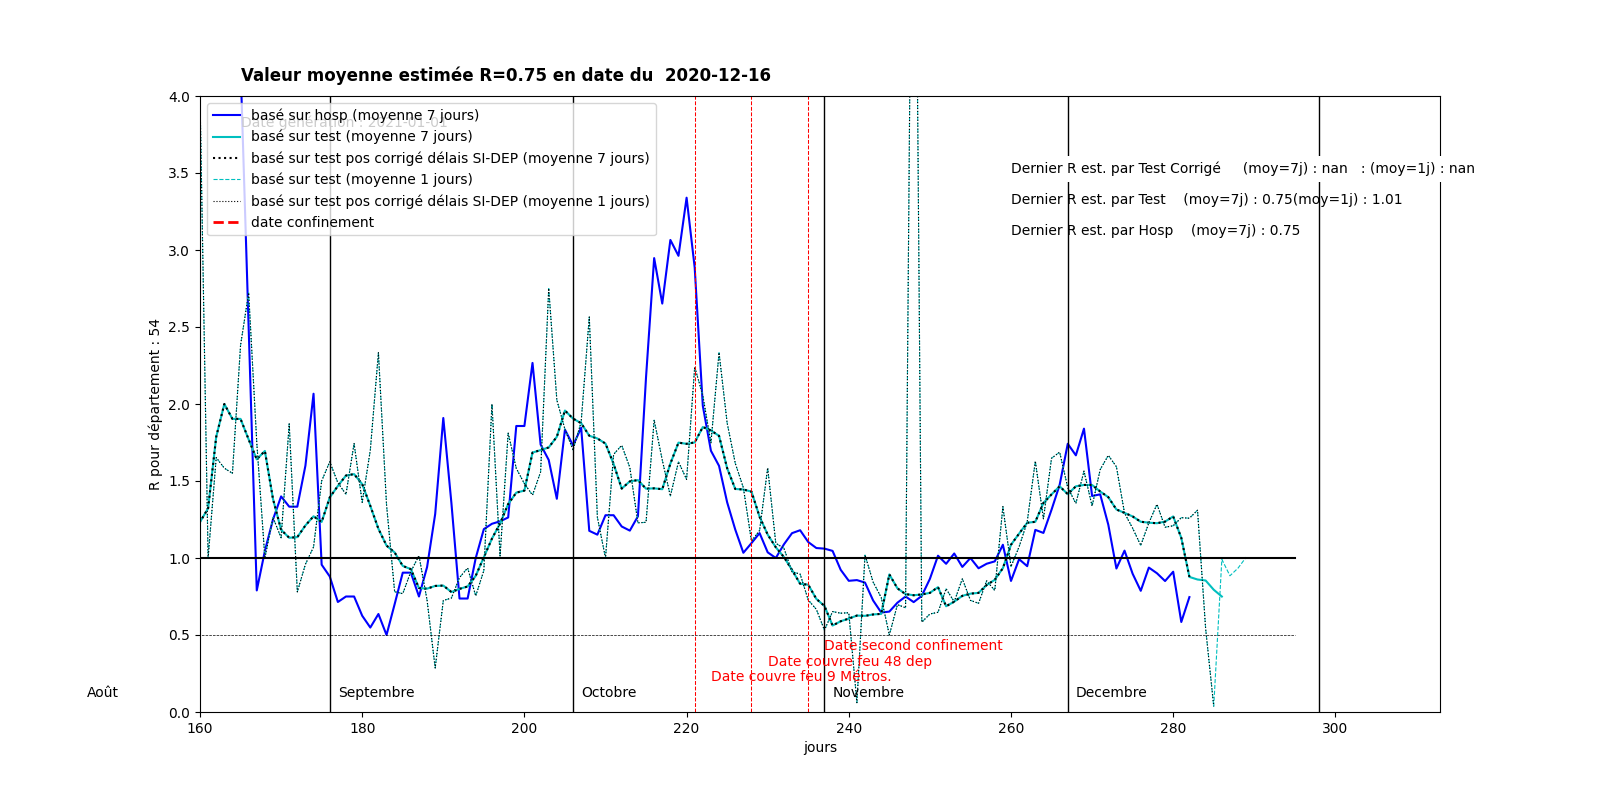 Valeur moyenne estimée R=0.75 en date du  2020-12-16
Date génération : 2021-01-01
basé sur hosp (moyenne 7 jours)
basé sur test (moyenne 7 jours)
basé sur test pos corrigé délais SI-DEP (moyenne 7 jours)
basé sur test (moyenne 1 jours)
basé sur test pos corrigé délais SI-DEP (moyenne 1 jours)
date confinement
Dernier R est. par Test Corrigé     (moy=7j) : nan   : (moy=1j) : nan
Dernier R est. par Test    (moy=7j) : 0.75(moy=1j) : 1.01
Dernier R est. par Hosp    (moy=7j) : 0.75
R pour département : 54
4.0
3.5
3.0
2.5
2.0
1.5
1.0
0.5
0.0
Date second confinement
Date couvre feu 48 dep
Date couvre feu 9 Métros.
Août
Septembre
Octobre
Novembre
Decembre
160
180
200
220
240
260
280
300
jours